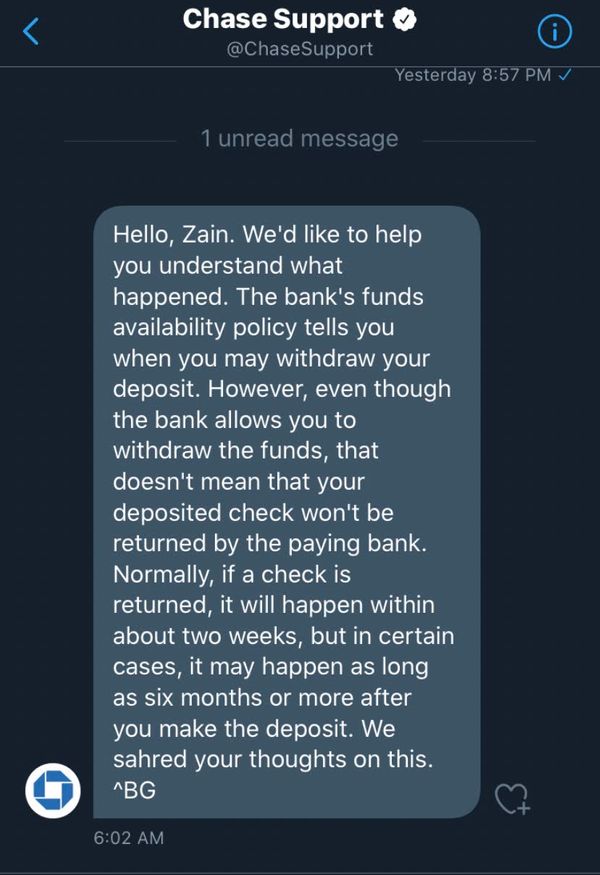 Chase Support
@ChaseSupport
Yesterday 8:57 PM
1 unread message
Hello, Zain. We'd like to help
you understand what
happened. The bank's funds
availability policy tells you
when you may withdraw your
deposit. However, even though
the bank allows you to
withdraw the funds, that
doesn't mean that your
deposited check won't be
returned by the paying bank.
Normally, if a check is
returned, it will happen within
about two weeks, but in certain
cases, it may happen as long
as six months or more after
you make the deposit. We
sahred your thoughts on this.
^BG
6:02 AM